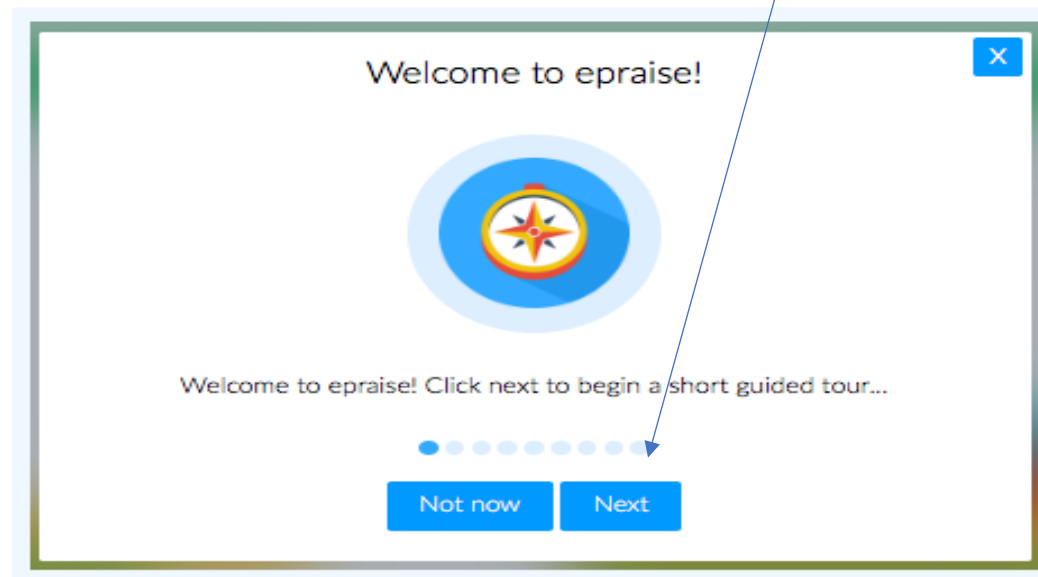 Welcome to epraise!
X
Welcome to epraise! Click next to begin a short guided tour...
Not now
Next